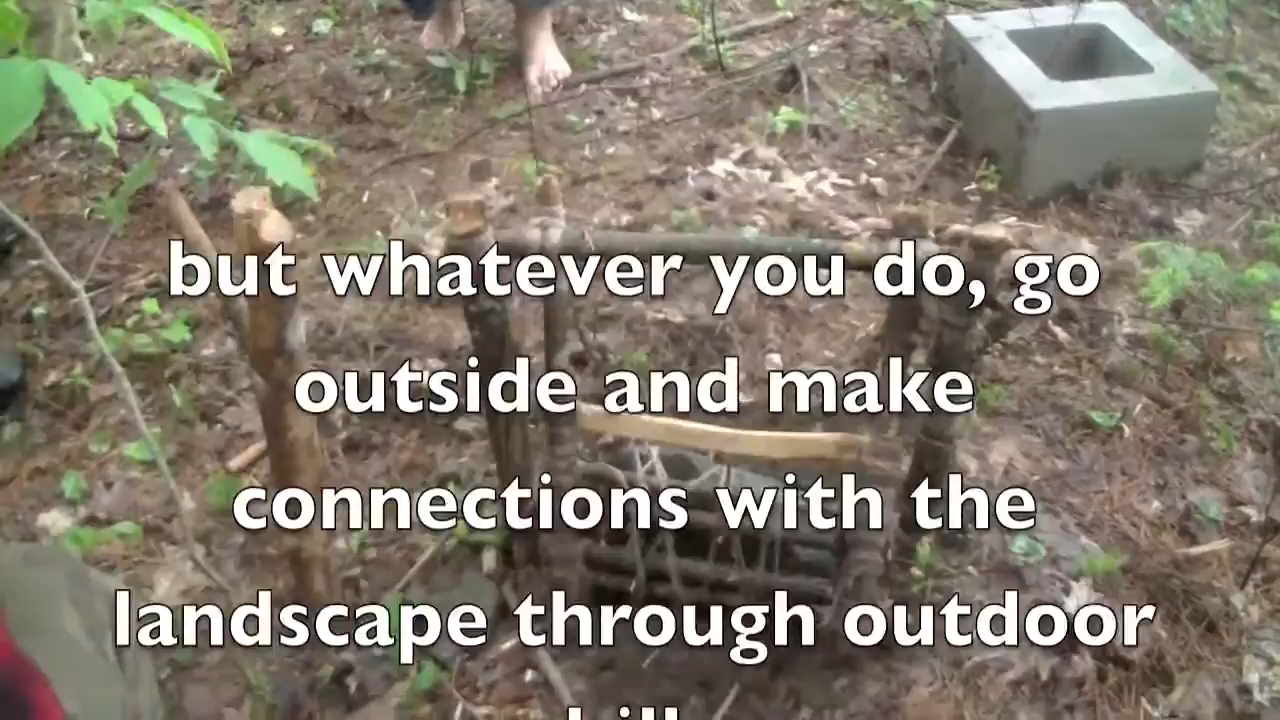 but whatever you do, go
outside and make
connections with the
landscape through outdoor